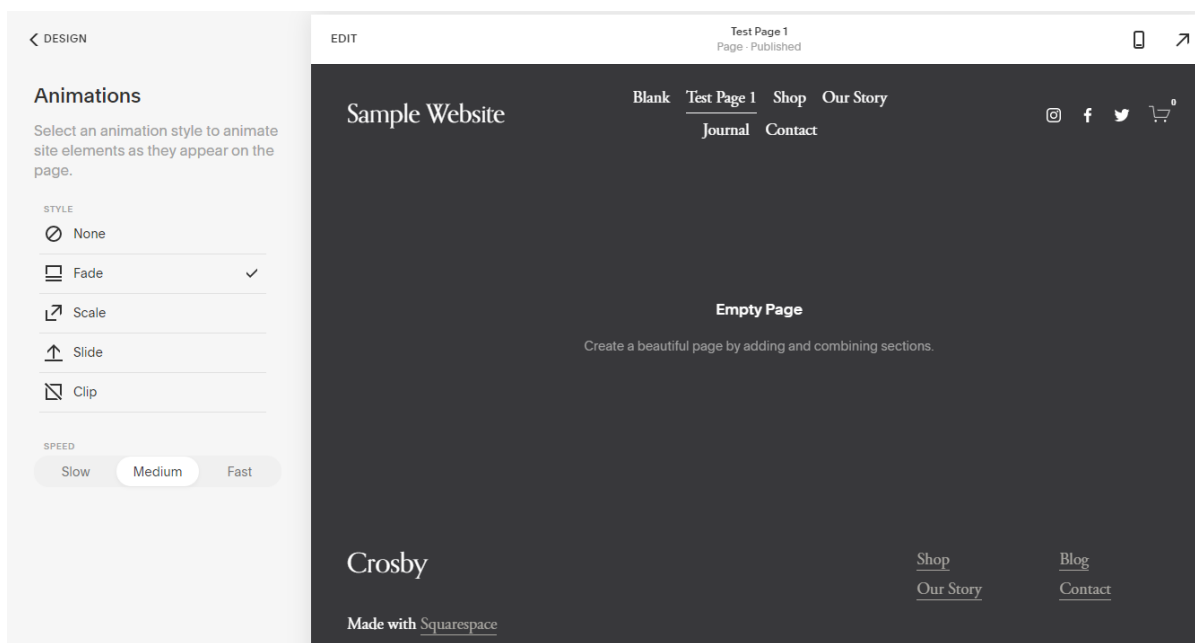 DESIGN
Animations
Select an animation style to animate
site elements as they appear on the
page.
STYLE
None
Fade
Scale
Slide
Clip
SPEED
Slow Medium Fast
EDIT
Test Page 1
Page · Published
Sample Website
Blank Test Page 1 Shop Our Story
Journal Contact
0
Empty Page
Create a beautiful page by adding and combining sections.
Crosby
Made with Squarespace
Shop
Our Story
Blog
Contact